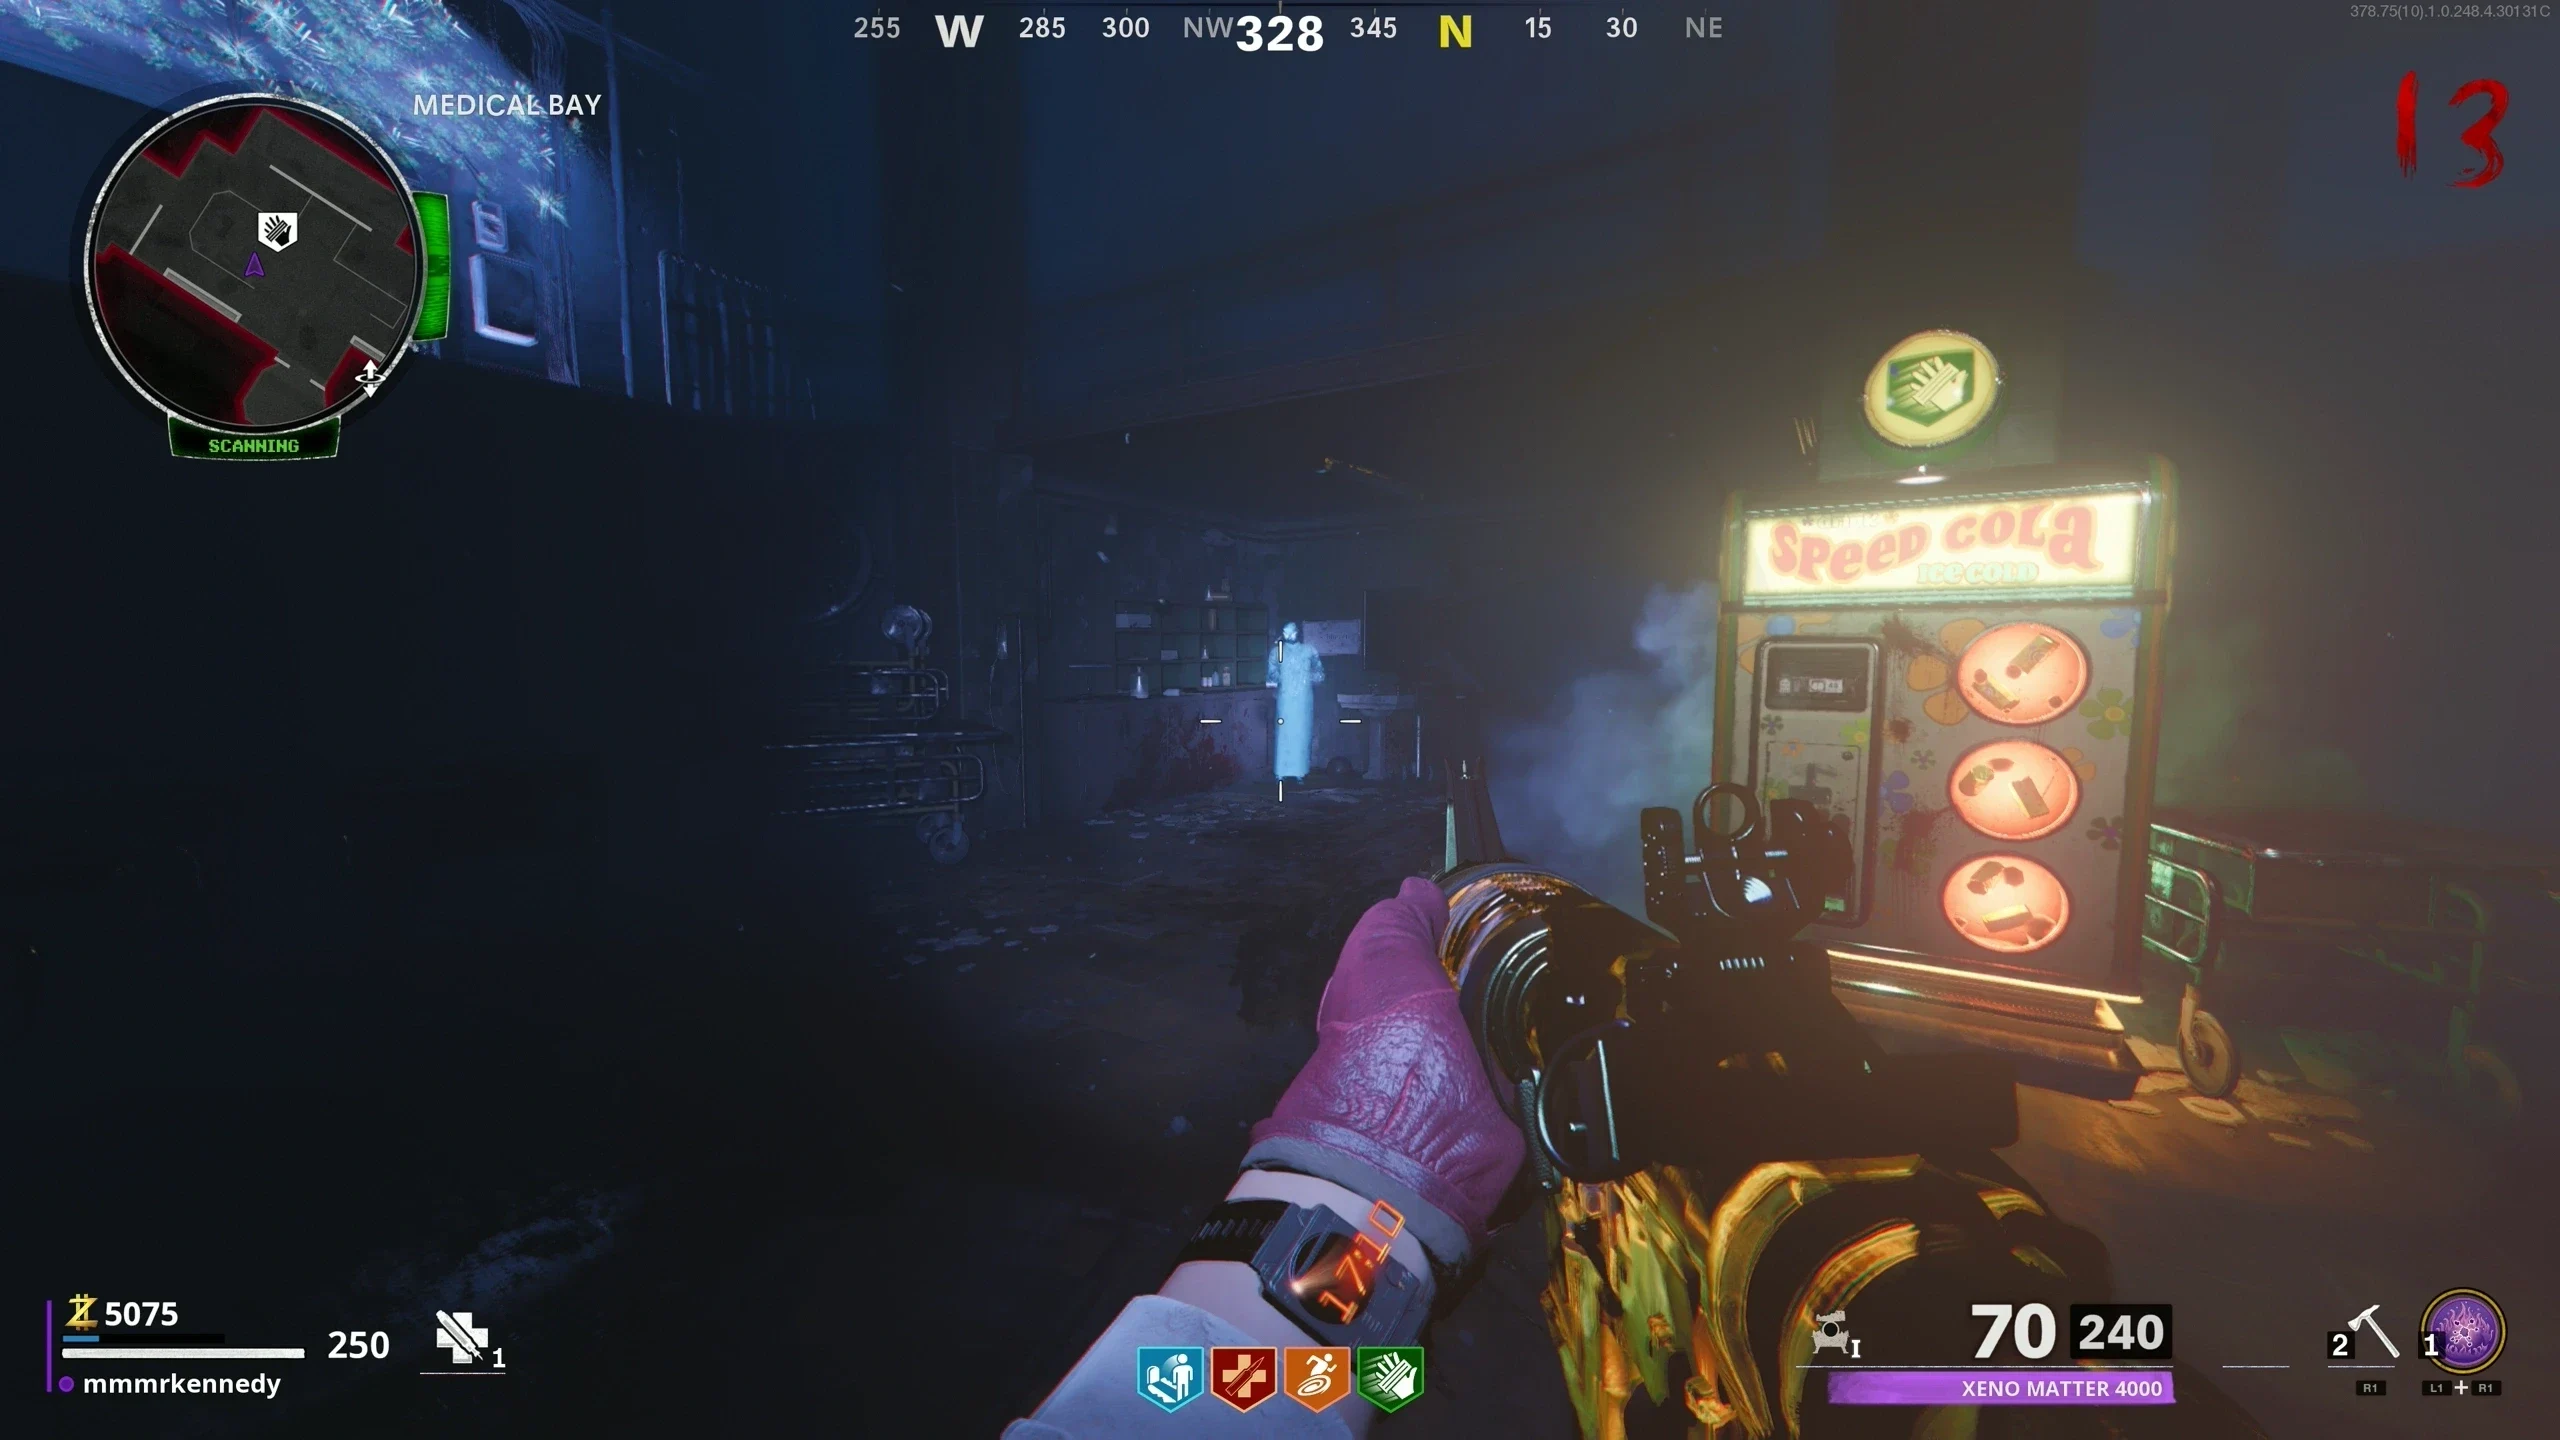 255 W 285 300 NW 328 345 N 15 30 NE
378.75(10).1.0.248.4.30131C
MEDICAL BAY
13
SCANNING
SPEED COLA
ICE COLD
17:10
5075
250
1
mmmrkennedy
I
70 240
XENO MATTER 4000
2
1
R1
L1 + R1